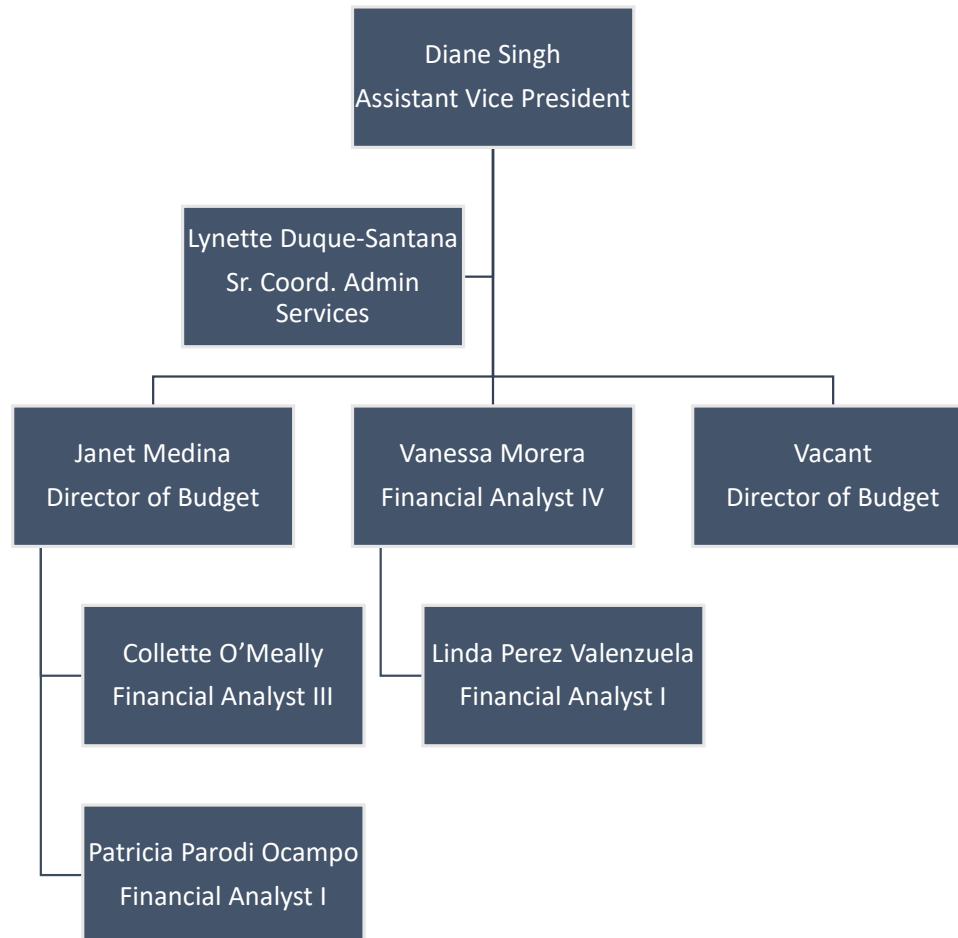 Diane Singh
Assistant Vice President
Lynette Duque-Santana
Sr. Coord. Admin
Services
Janet Medina
Director of Budget
Vanessa Morera
Financial Analyst IV
Vacant
Director of Budget
Collette O’Meally
Financial Analyst III
Linda Perez Valenzuela
Financial Analyst I
Patricia Parodi Ocampo
Financial Analyst I